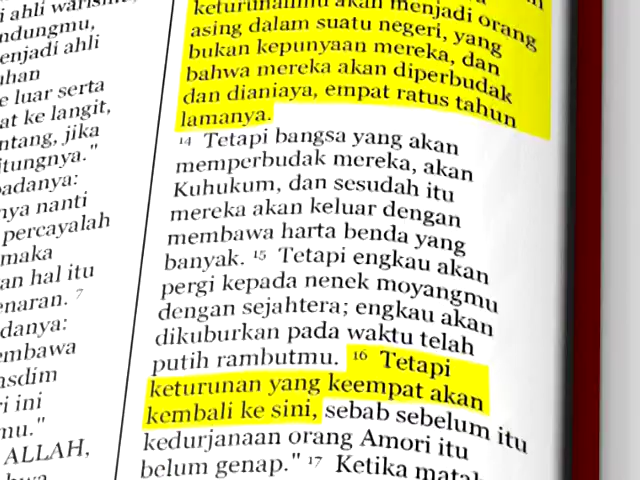 i ahli
ndungmu,
enjadi ahli
uhan
e luar serta
at ke langit,
ntang, jika
itungnya."
adanya:
nya nanti
percayalah
maka
an hal itu
enaran. 7
danya:
embawa
asdim
ri ini
mu."
ALLAH,
keturunanmu akan menjadi orang
asing dalam suatu negeri, yang
bukan kepunyaan mereka, dan
bahwa mereka akan diperbudak
dan dianiaya, empat ratus tahun
lamanya.
14 Tetapi bangsa yang akan
memperbudak mereka, akan
Kuhukum, dan sesudah itu
mereka akan keluar dengan
membawa harta benda yang
banyak. 15 Tetapi engkau akan
pergi kepada nenek moyangmu
dengan sejahtera; engkau akan
dikuburkan pada waktu telah
putih rambutmu. 16 Tetapi
keturunan yang keempat akan
kembali ke sini, sebab sebelum itu
kedurjanaan orang Amori itu
belum genap." 17 Ketika